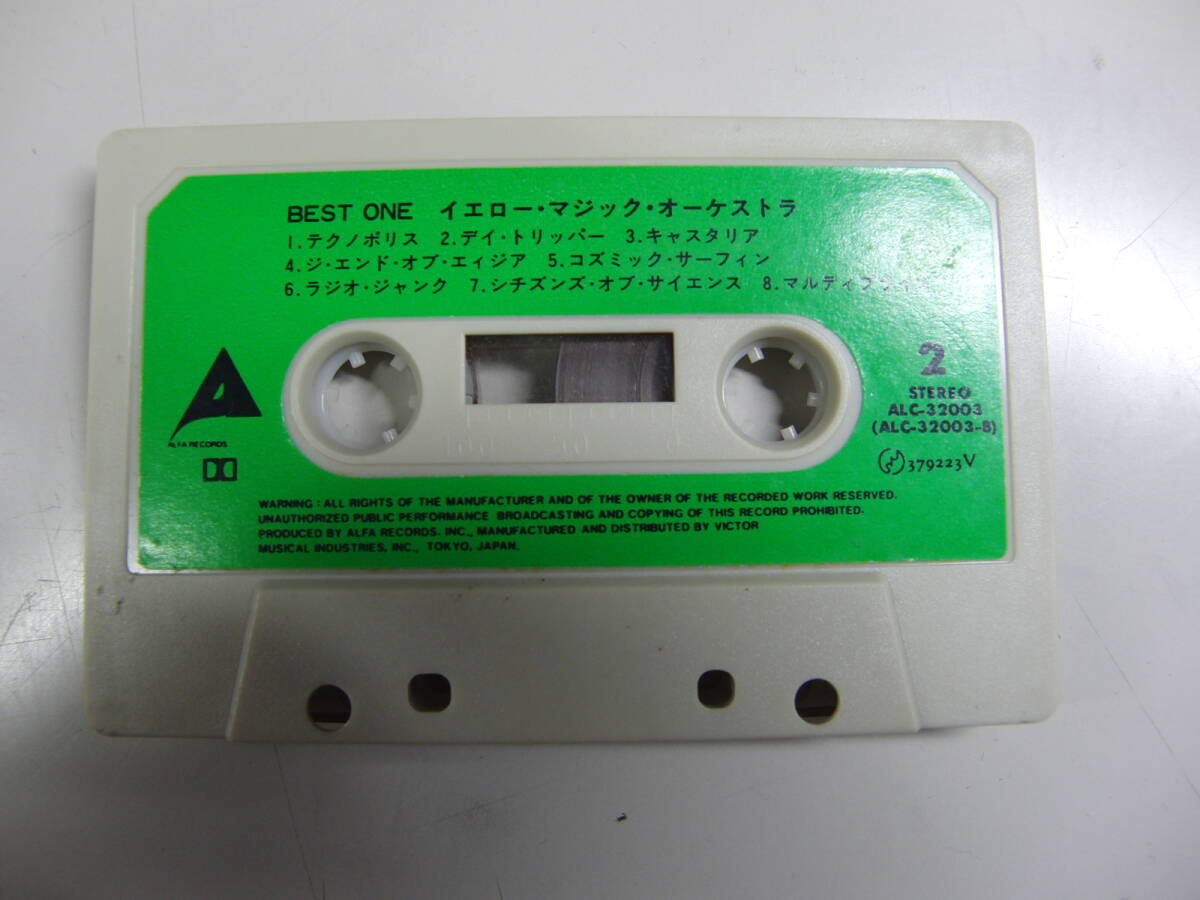 BEST ONE イエロー・マジック・オーケストラ
1.テクノポリス 2.デイ・トリッパー 3.キャスタリア
4.ジ・エンド・オブ・エイジア 5.コズミック・サーフィン
6.ラジオ・ジャンク 7.シチズンズ・オブ・サイエンス 8.マルティプライズ
2
STEREO
ALC-32003
(ALC-32003-B)
379223V
ALFA RECORDS
WARNING : ALL RIGHTS OF THE MANUFACTURER AND OF THE OWNER OF THE RECORDED WORK RESERVED.
UNAUTHORIZED PUBLIC PERFORMANCE BROADCASTING AND COPYING OF THIS RECORD PROHIBITED.
PRODUCED BY ALFA RECORDS. INC., MANUFACTURED AND DISTRIBUTED BY VICTOR
MUSICAL INDUSTRIES, INC., TOKYO, JAPAN.